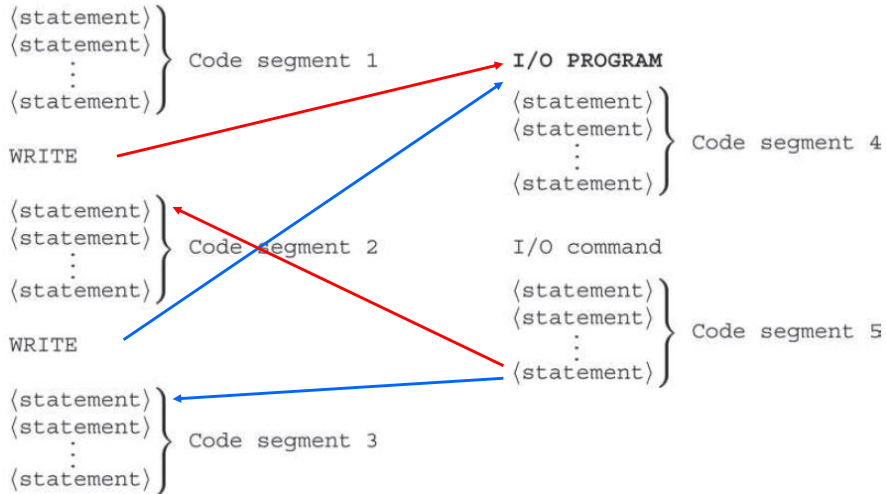 ⟨statement⟩
⟨statement⟩
⋮
⟨statement⟩
Code segment 1
WRITE
⟨statement⟩
⟨statement⟩
⋮
⟨statement⟩
Code segment 2
WRITE
⟨statement⟩
⟨statement⟩
⋮
⟨statement⟩
Code segment 3
I/O PROGRAM
⟨statement⟩
⟨statement⟩
⋮
⟨statement⟩
Code segment 4
I/O command
⟨statement⟩
⟨statement⟩
⋮
⟨statement⟩
Code segment 5